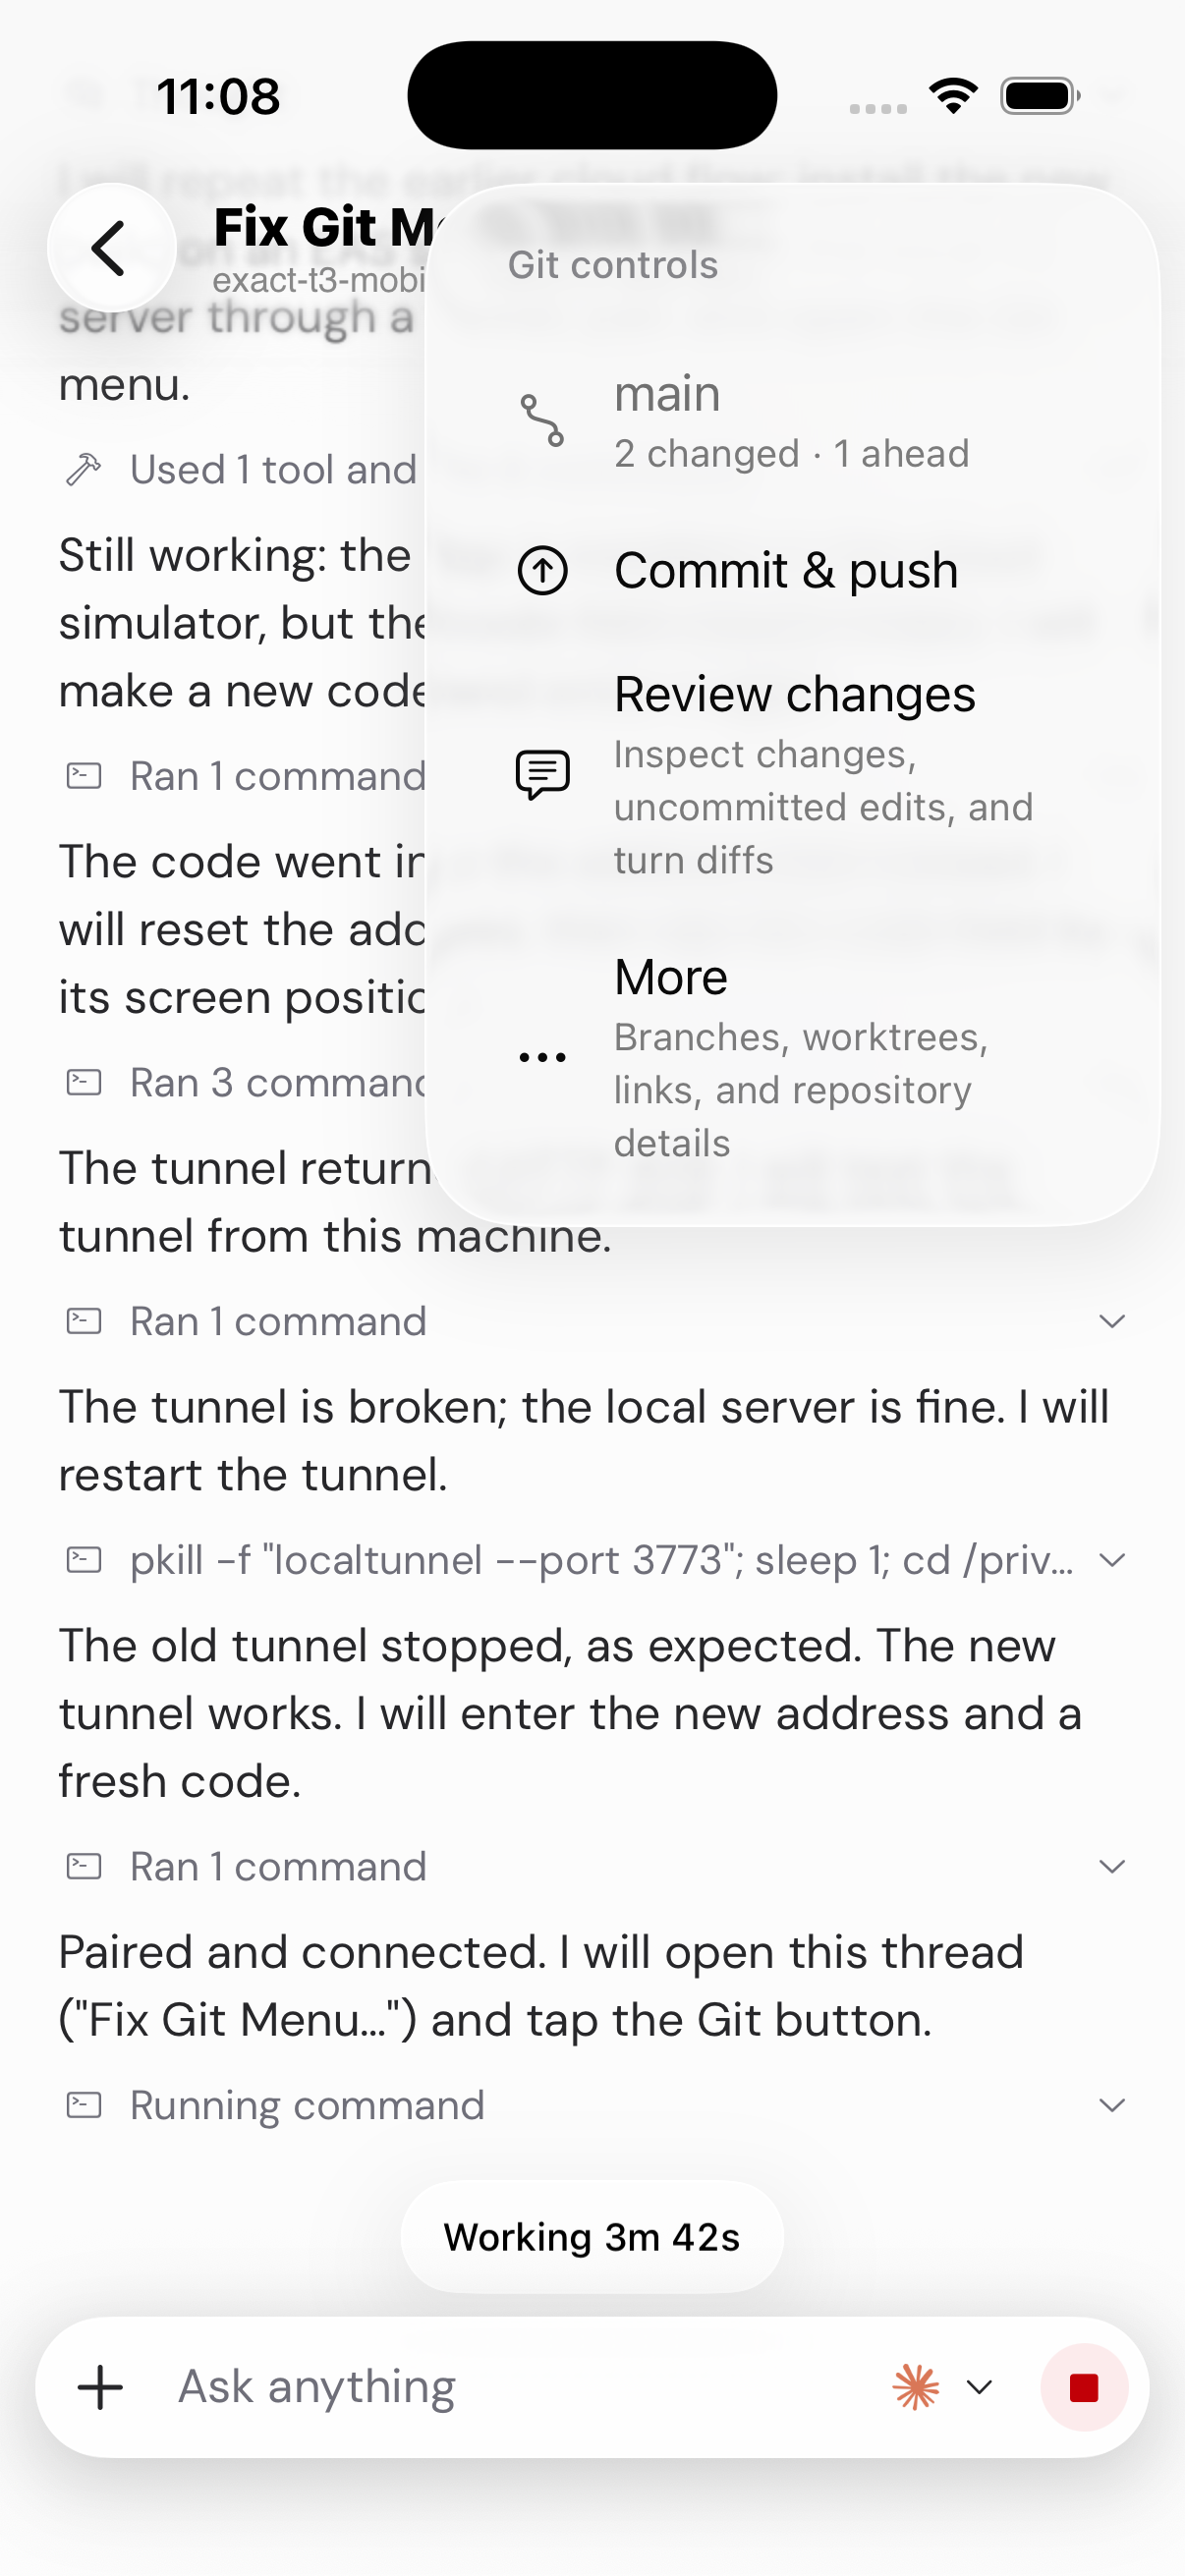 11:08
Fix Git M
exact-t3-mobi
server through a
menu.
Used 1 tool and
Still working: the
simulator, but the
make a new code
Ran 1 command
The code went in
will reset the add
its screen positio
Ran 3 command
The tunnel return
tunnel from this machine.
Ran 1 command
The tunnel is broken; the local server is fine. I will
restart the tunnel.
pkill -f "localtunnel --port 3773"; sleep 1; cd /priv...
The old tunnel stopped, as expected. The new
tunnel works. I will enter the new address and a
fresh code.
Ran 1 command
Paired and connected. I will open this thread
("Fix Git Menu...") and tap the Git button.
Running command
Working 3m 42s
Ask anything
Git controls
main
2 changed · 1 ahead
Commit & push
Review changes
Inspect changes,
uncommitted edits, and
turn diffs
More
Branches, worktrees,
links, and repository
details